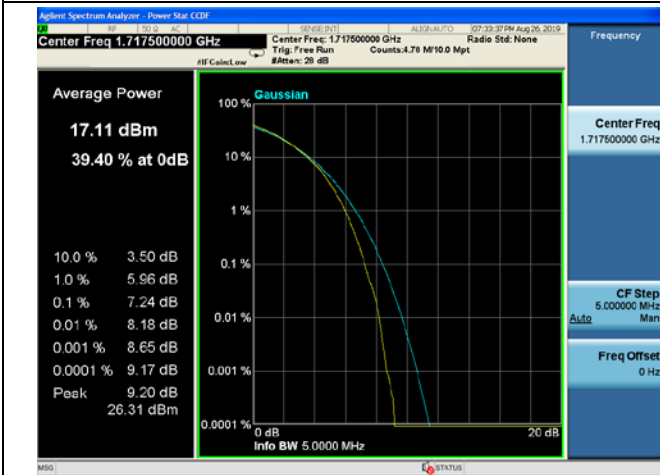 Agilent Spectrum Analyzer - Power Stat CCDF
RF 50 Ω AC SENSE:INT ALIGN AUTO 07:33:37 PM Aug 26, 2019
Center Freq 1.717500000 GHz
Center Freq: 1.717500000 GHz Radio Std: None
Trig: Free Run Counts:4.78 M/10.0 Mpt
#IFGain:Low #Atten: 28 dB
Frequency
Average Power
17.11 dBm
39.40 % at 0dB
10.0 % 3.50 dB
1.0 % 5.96 dB
0.1 % 7.24 dB
0.01 % 8.18 dB
0.001 % 8.65 dB
0.0001 % 9.17 dB
Peak 9.20 dB
26.31 dBm
Gaussian
100 %
10 %
1 %
0.1 %
0.01 %
0.001 %
0.0001 %
0 dB 20 dB
Info BW 5.0000 MHz
Center Freq
1.717500000 GHz
CF Step
5.000000 MHz
Auto Man
Freq Offset
0 Hz
MSG STATUS